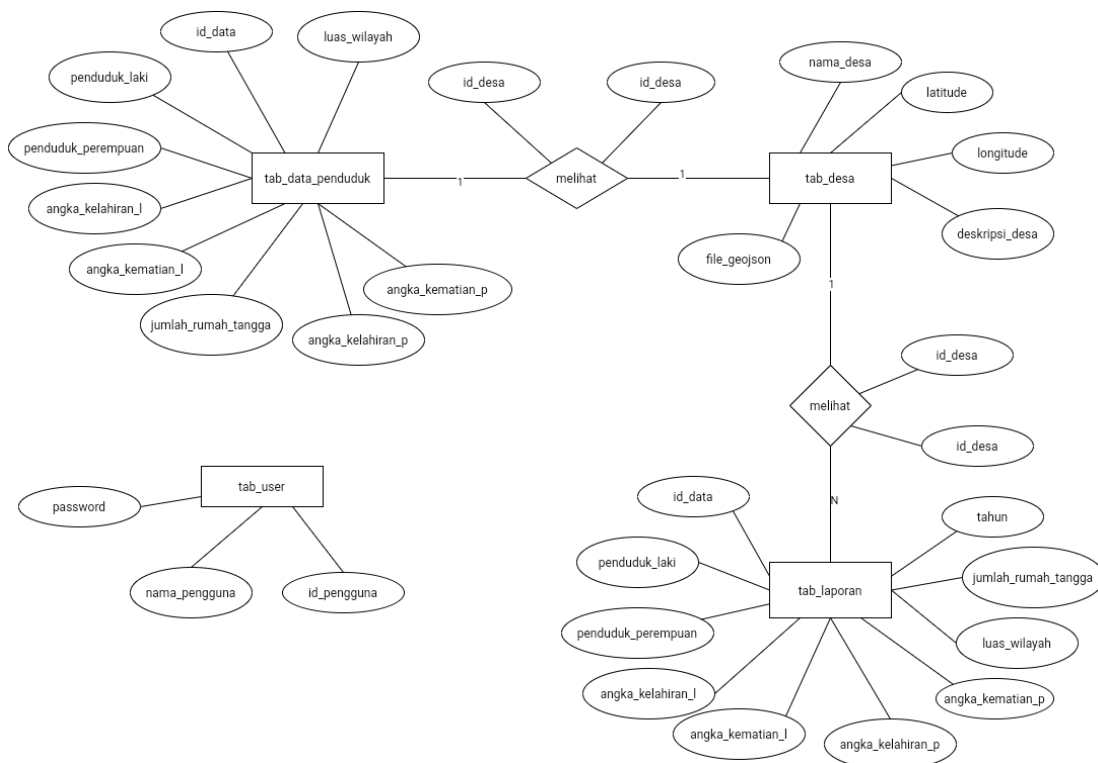 id_data
luas_wilayah
penduduk_laki
penduduk_perempuan
angka_kelahiran_l
angka_kematian_l
jumlah_rumah_tangga
angka_kelahiran_p
angka_kematian_p
tab_data_penduduk
1
id_desa
id_desa
melihat
1
nama_desa
latitude
longitude
deskripsi_desa
file_geojson
tab_desa
1
melihat
id_desa
id_desa
N
tab_user
password
nama_pengguna
id_pengguna
id_data
tahun
penduduk_laki
jumlah_rumah_tangga
tab_laporan
penduduk_perempuan
luas_wilayah
angka_kelahiran_l
angka_kematian_p
angka_kematian_l
angka_kelahiran_p